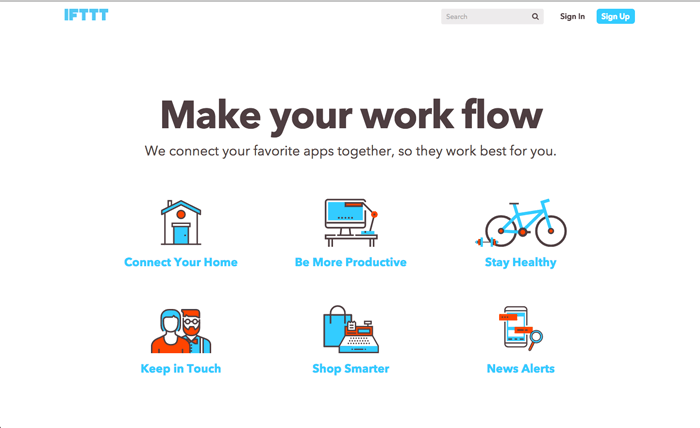 IFTTT
Search
Sign In
Sign Up
Make your work flow
We connect your favorite apps together, so they work best for you.
Connect Your Home
Be More Productive
Stay Healthy
Keep in Touch
Shop Smarter
News Alerts